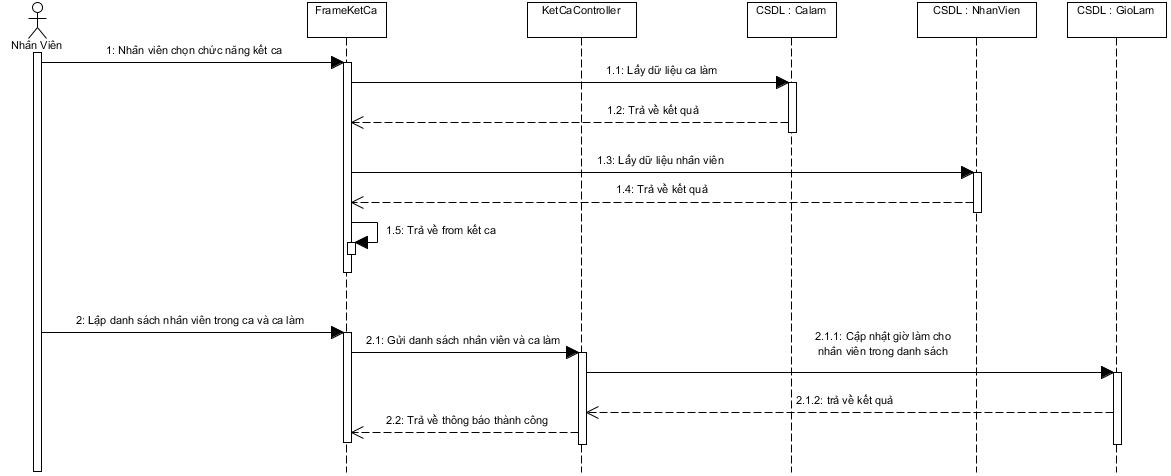 FrameKetCa
KetCaController
CSDL : Calam
CSDL : NhanVien
CSDL : GioLam
Nhân Viên
1: Nhân viên chọn chức năng kết ca
1.1: Lấy dữ liệu ca làm
1.2: Trả về kết quả
1.3: Lấy dữ liệu nhân viên
1.4: Trả về kết quả
1.5: Trả về from kết ca
2: Lập danh sách nhân viên trong ca và ca làm
2.1: Gửi danh sách nhân viên và ca làm
2.1.1: Cập nhật giờ làm cho
nhân viên trong danh sách
2.1.2: trả về kết quả
2.2: Trả về thông báo thành công